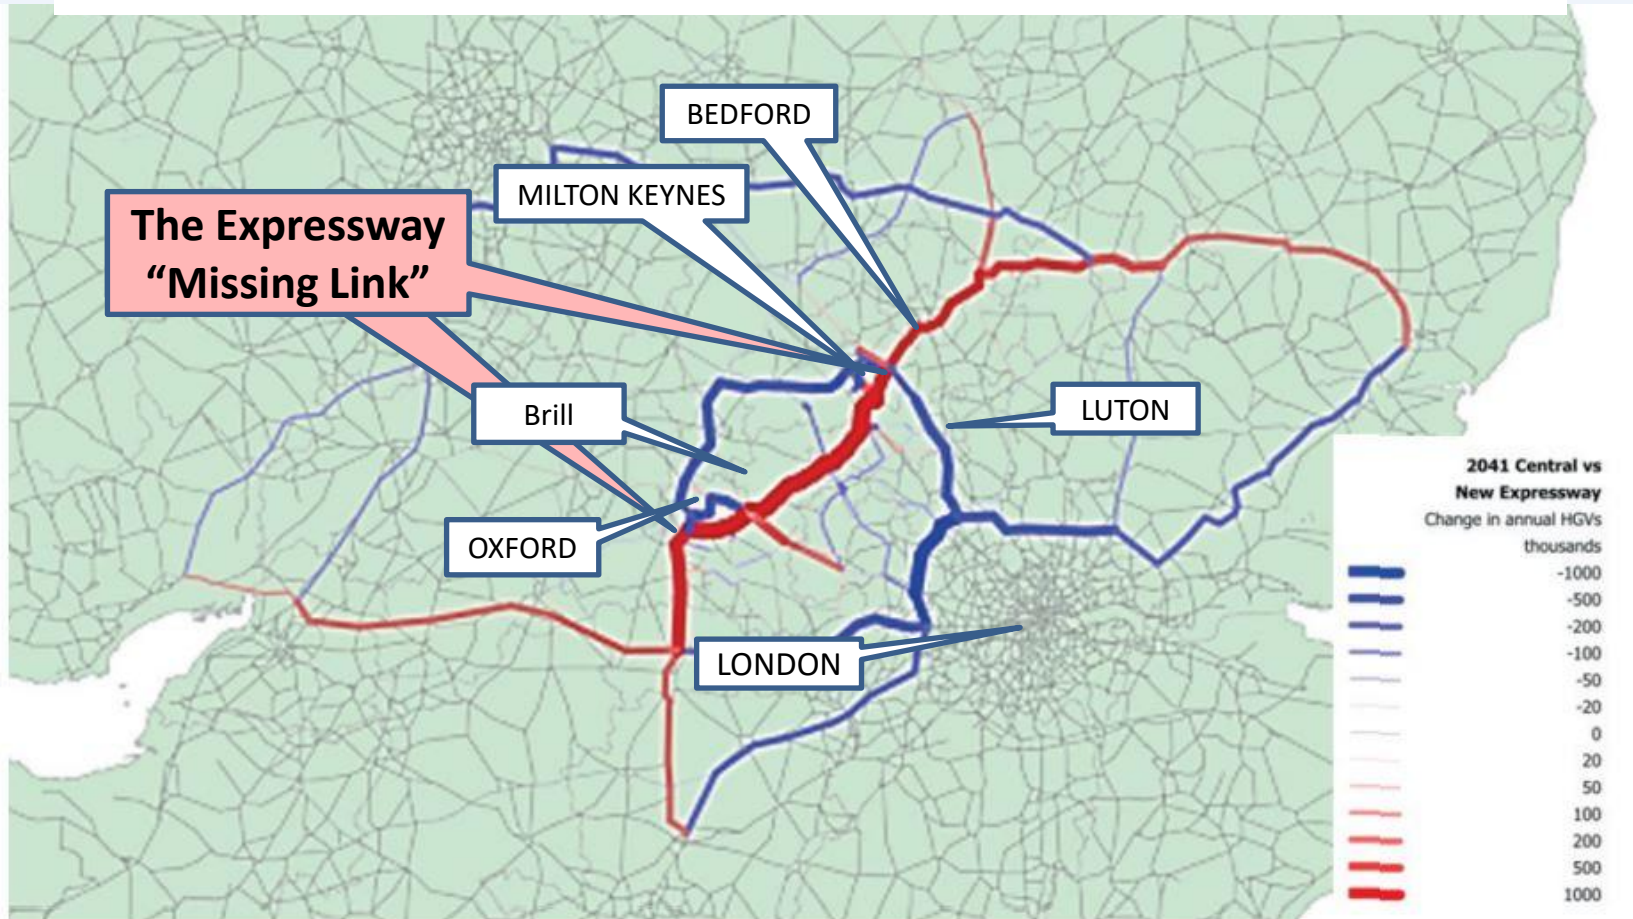 BEDFORD
MILTON KEYNES
The Expressway
“Missing Link”
Brill
LUTON
OXFORD
LONDON
2041 Central vs
New Expressway
Change in annual HGVs
thousands
-1000
-500
-200
-100
-50
-20
0
20
50
100
200
500
1000